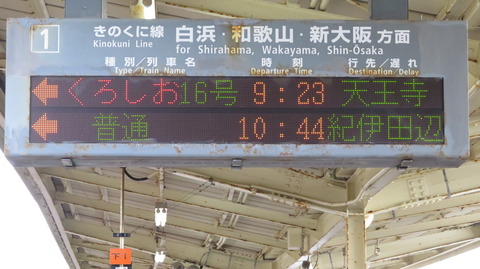 1 きのくに線 白浜・和歌山・新大阪 方面
Kinokuni Line for Shirahama, Wakayama, Shin-Ōsaka
種別/列車名 時刻 行先/遅れ
Type/Train Name Departure Time Destination/Delay
← くろしお16号 9:23 天王寺
← 普通 10:44 紀伊田辺
下り